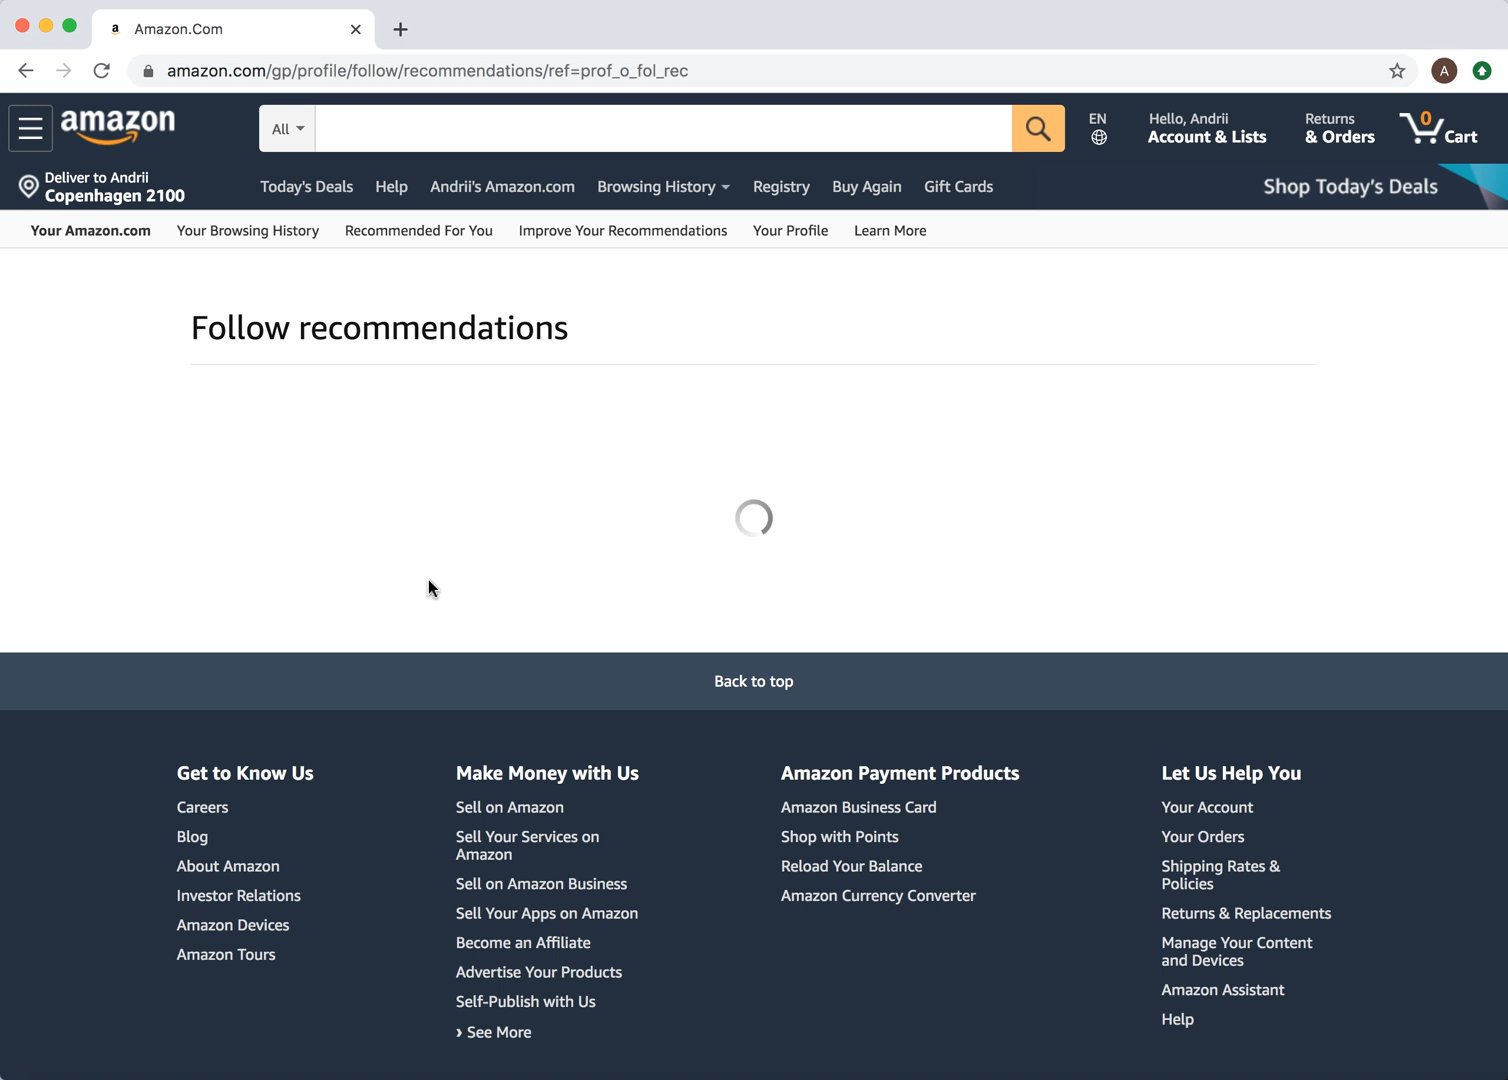 Amazon.Com
amazon.com/gp/profile/follow/recommendations/ref=prof_o_fol_rec
A
amazon
All
EN
Hello, Andrii
Account & Lists
Returns
& Orders
0
Cart
Deliver to Andrii
Copenhagen 2100
Today's Deals
Help
Andrii's Amazon.com
Browsing History
Registry
Buy Again
Gift Cards
Shop Today's Deals
Your Amazon.com
Your Browsing History
Recommended For You
Improve Your Recommendations
Your Profile
Learn More
Follow recommendations
Back to top
Get to Know Us
Careers
Blog
About Amazon
Investor Relations
Amazon Devices
Amazon Tours
Make Money with Us
Sell on Amazon
Sell Your Services on
Amazon
Sell on Amazon Business
Sell Your Apps on Amazon
Become an Affiliate
Advertise Your Products
Self-Publish with Us
› See More
Amazon Payment Products
Amazon Business Card
Shop with Points
Reload Your Balance
Amazon Currency Converter
Let Us Help You
Your Account
Your Orders
Shipping Rates &
Policies
Returns & Replacements
Manage Your Content
and Devices
Amazon Assistant
Help